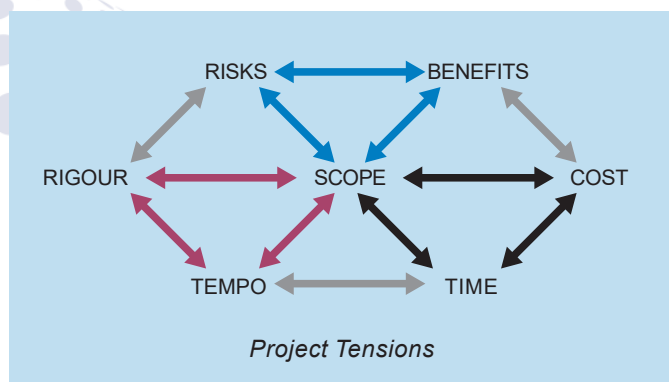 RISKS BENEFITS
RIGOUR SCOPE COST
TEMPO TIME
Project Tensions